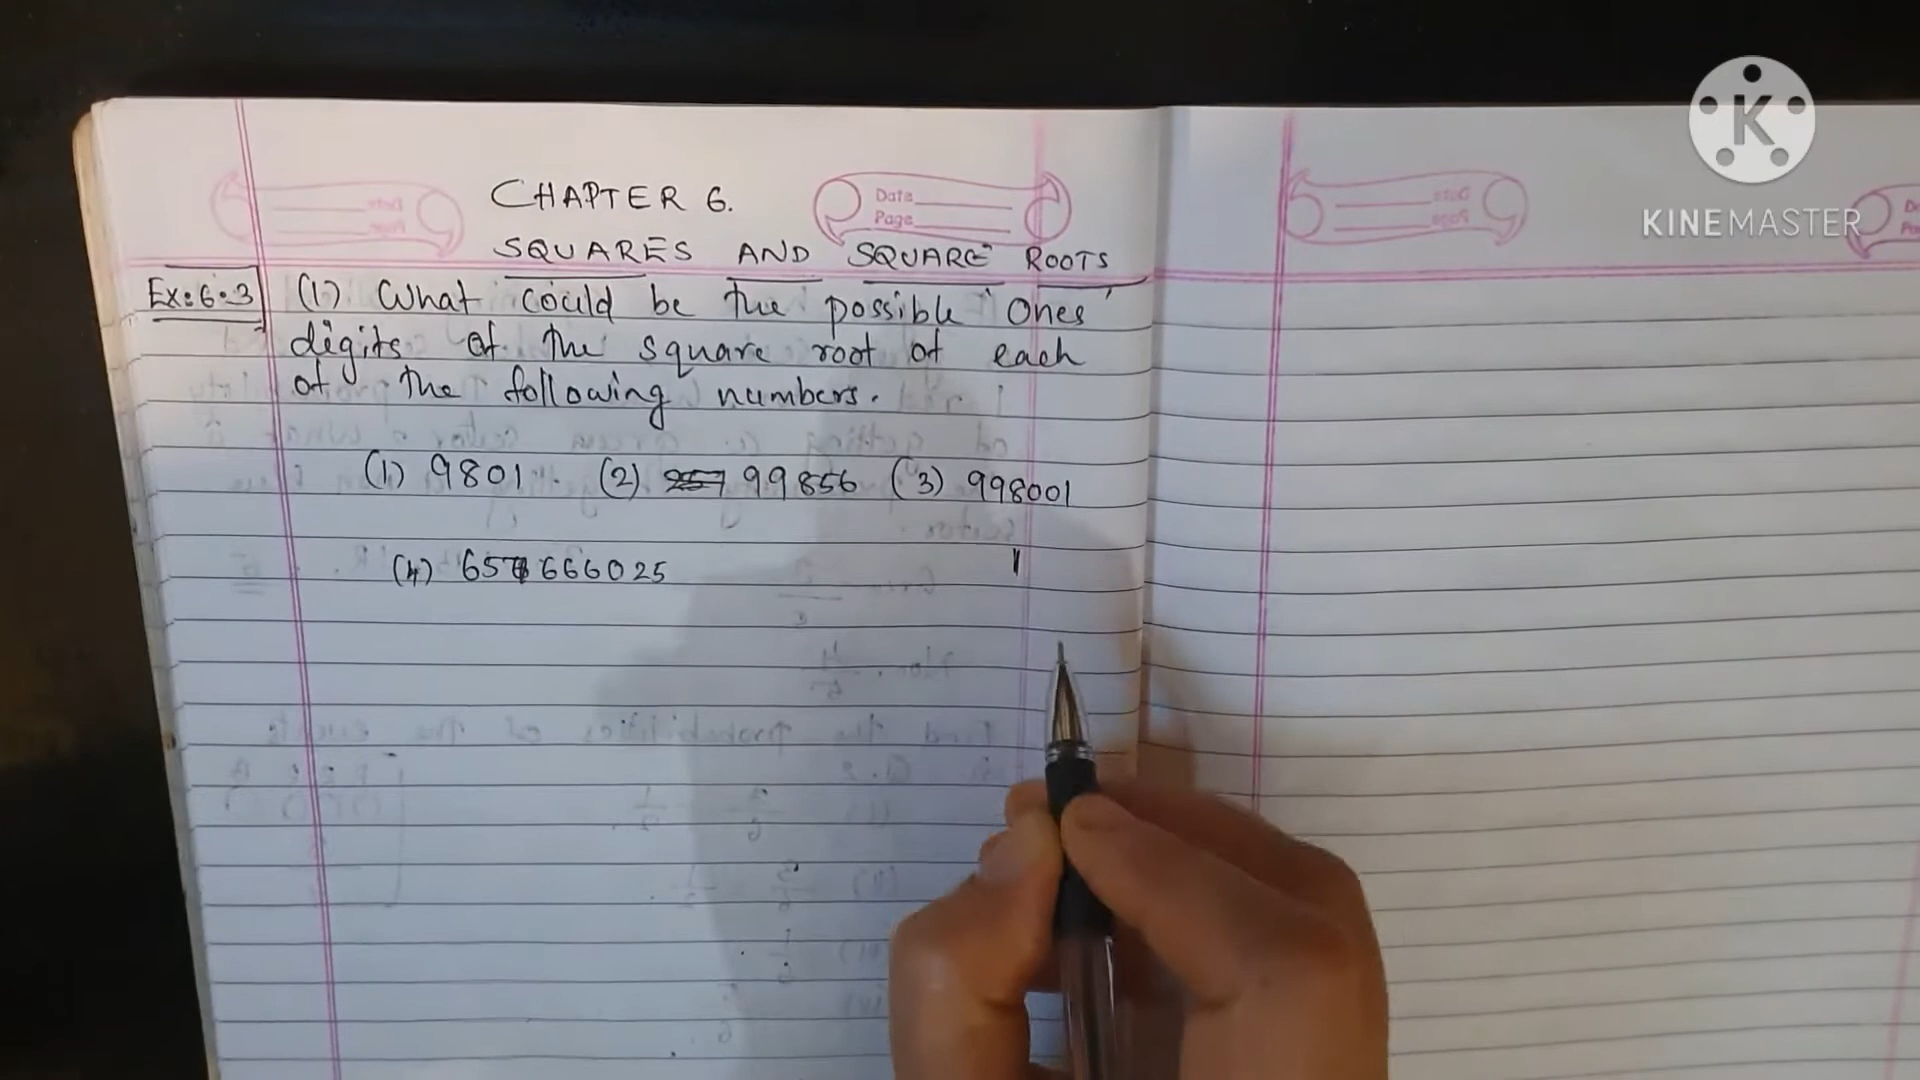 KINEMASTER
CHAPTER 6.
Date
Page
SQUARES AND SQUARE ROOTS
Ex:6.3 (1) What could be the possible 'Ones'
digits of the square root of each
of the following numbers.
(1) 9801. (2) 99856 (3) 998001
(4) 657666025